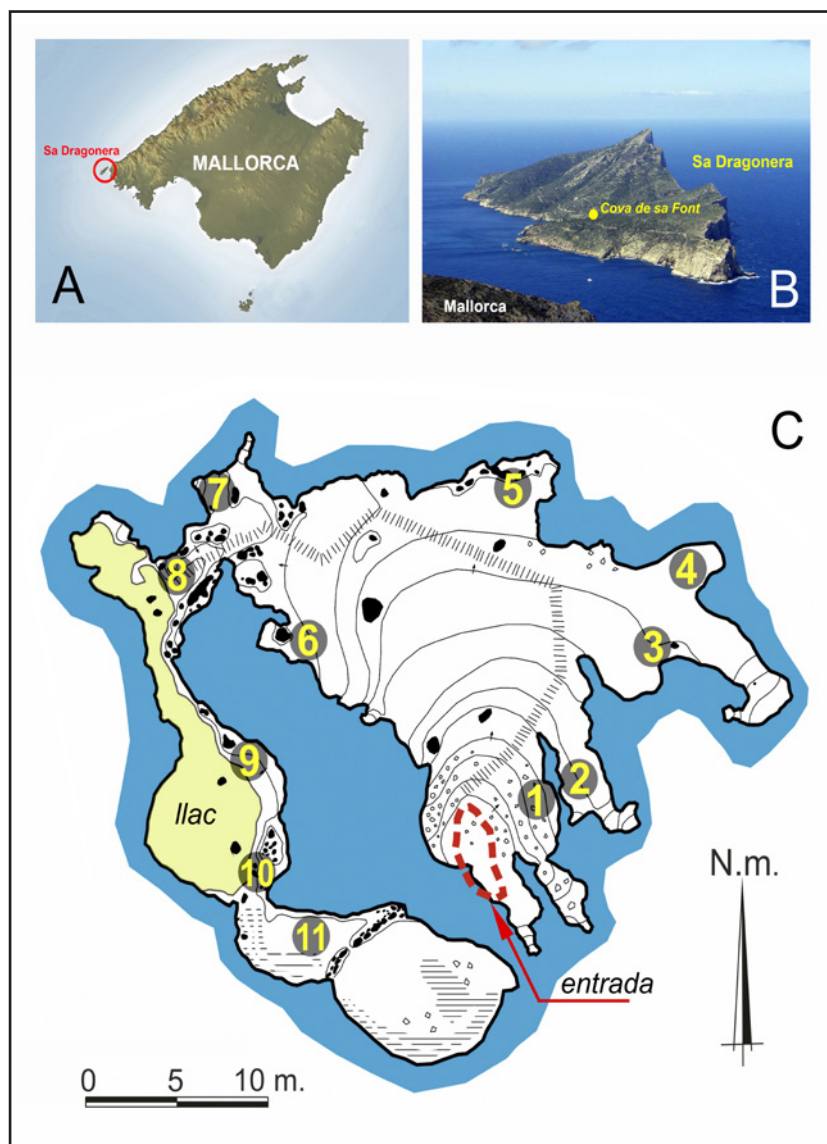 Sa Dragonera
MALLORCA
A
Sa Dragonera
Cova de sa Font
Mallorca
B
C
7
5
8
4
6
3
9
2
llac
1
10
N.m.
11
entrada
0 5 10 m.